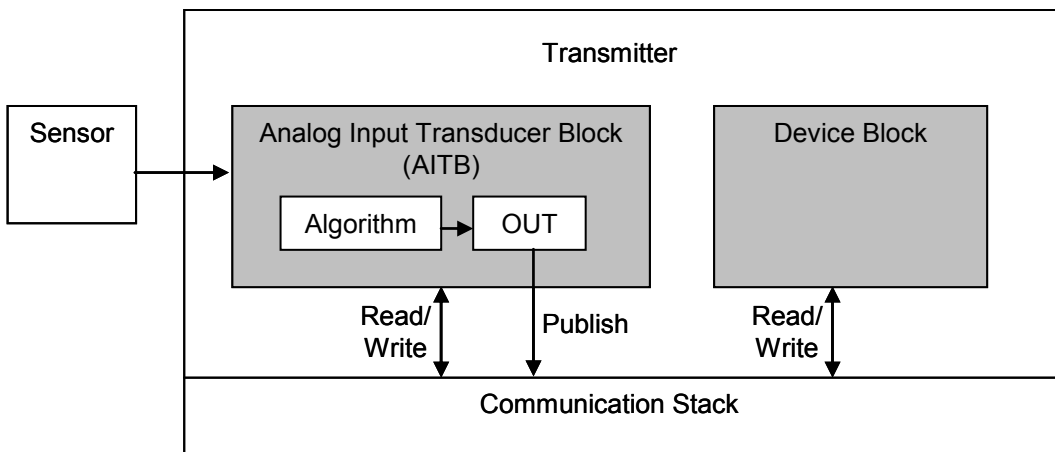 Transmitter
Sensor
Analog Input Transducer Block
(AITB)
Device Block
Algorithm
OUT
Read/
Write
Publish
Read/
Write
Communication Stack